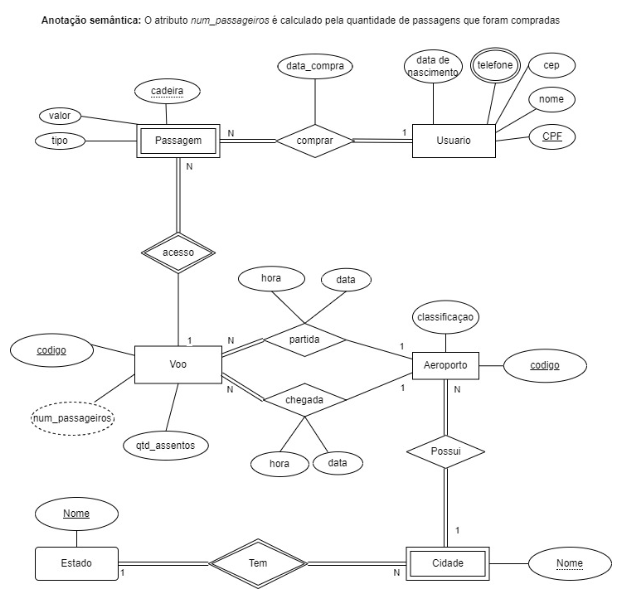 Anotação semântica: O atributo num_passageiros é calculado pela quantidade de passagens que foram compradas
cadeira
data_compra
data de
nascimento
telefone
cep
valor
nome
tipo
Passagem
N
comprar
1
Usuario
CPF
N
acesso
hora
data
classificaçao
1
N
partida
1
codigo
Voo
Aeroporto
codigo
N
chegada
1
N
num_passageiros
qtd_assentos
hora
data
Possui
Nome
1
Estado
1
Tem
N
Cidade
Nome